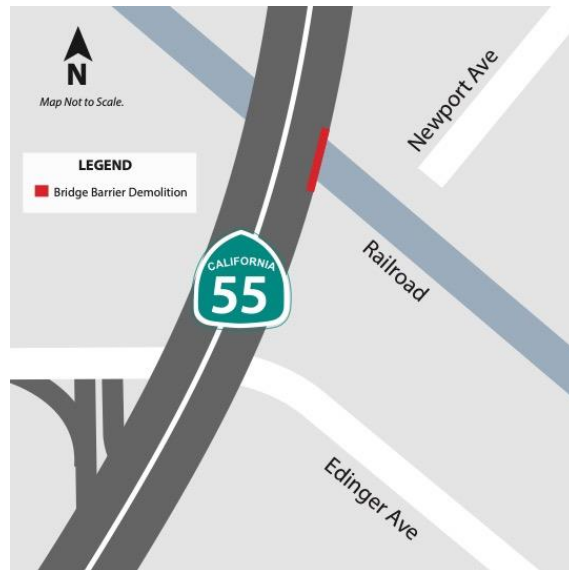 N
Map Not to Scale.
LEGEND
Bridge Barrier Demolition
Newport Ave
Railroad
CALIFORNIA
55
Edinger Ave